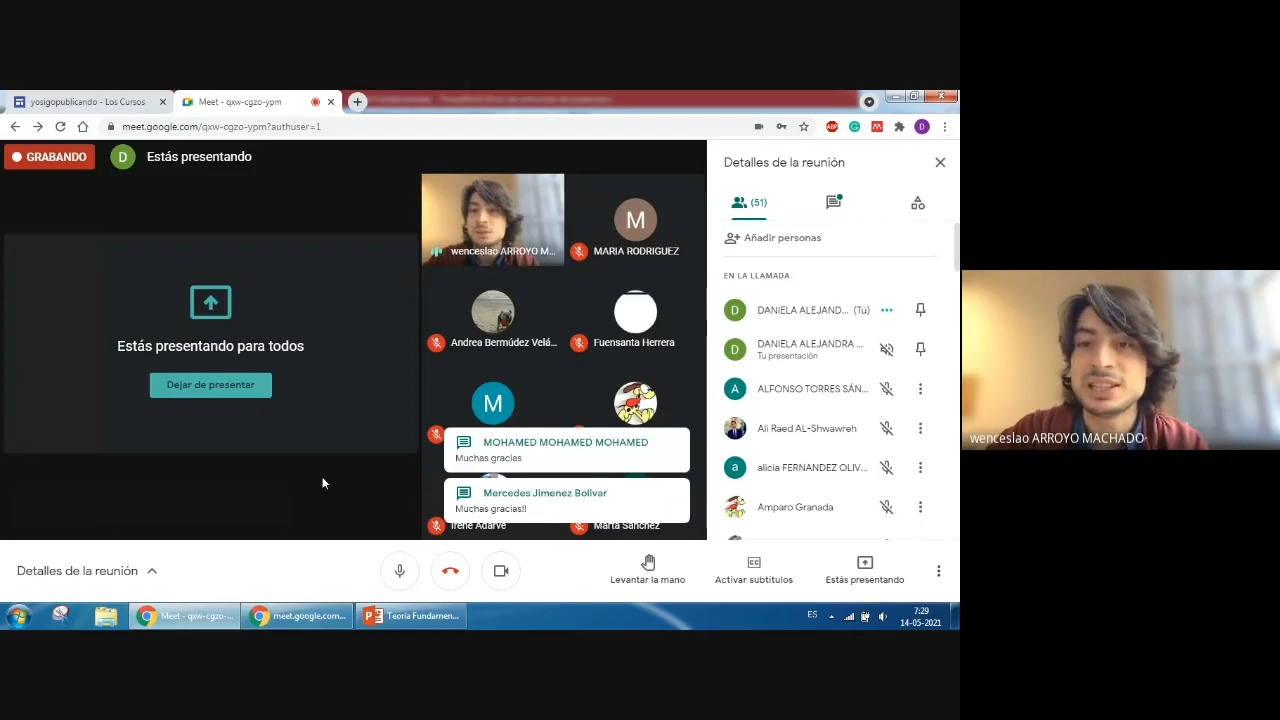 yosigopublicando - Los Cursos
Meet - qxw-cgzo-ypm
meet.google.com/qxw-cgzo-ypm?authuser=1
ABP
D
GRABANDO
D
Estás presentando
Estás presentando para todos
Dejar de presentar
wenceslao ARROYO M...
M
MARIA RODRIGUEZ
Andrea Bermúdez Velá...
Fuensanta Herrera
M
MOHAMED MOHAMED MOHAMED
Muchas gracias
Mercedes Jimenez Bolívar
Muchas gracias!!
Irene Adarve
Marta Sánchez
Detalles de la reunión
(51)
Añadir personas
EN LA LLAMADA
D
DANIELA ALEJAND... (Tú)
D
DANIELA ALEJANDRA ...
Tu presentación
A
ALFONSO TORRES SÁN...
Ali Raed AL-Shwawreh
a
alicia FERNANDEZ OLIV...
Amparo Granada
wenceslao ARROYO MACHADO
Detalles de la reunión
Levantar la mano
Activar subtítulos
Estás presentando
Meet - qxw-cgzo-...
meet.google.com...
Teoría Fundamen...
ES
7:29
14-05-2021